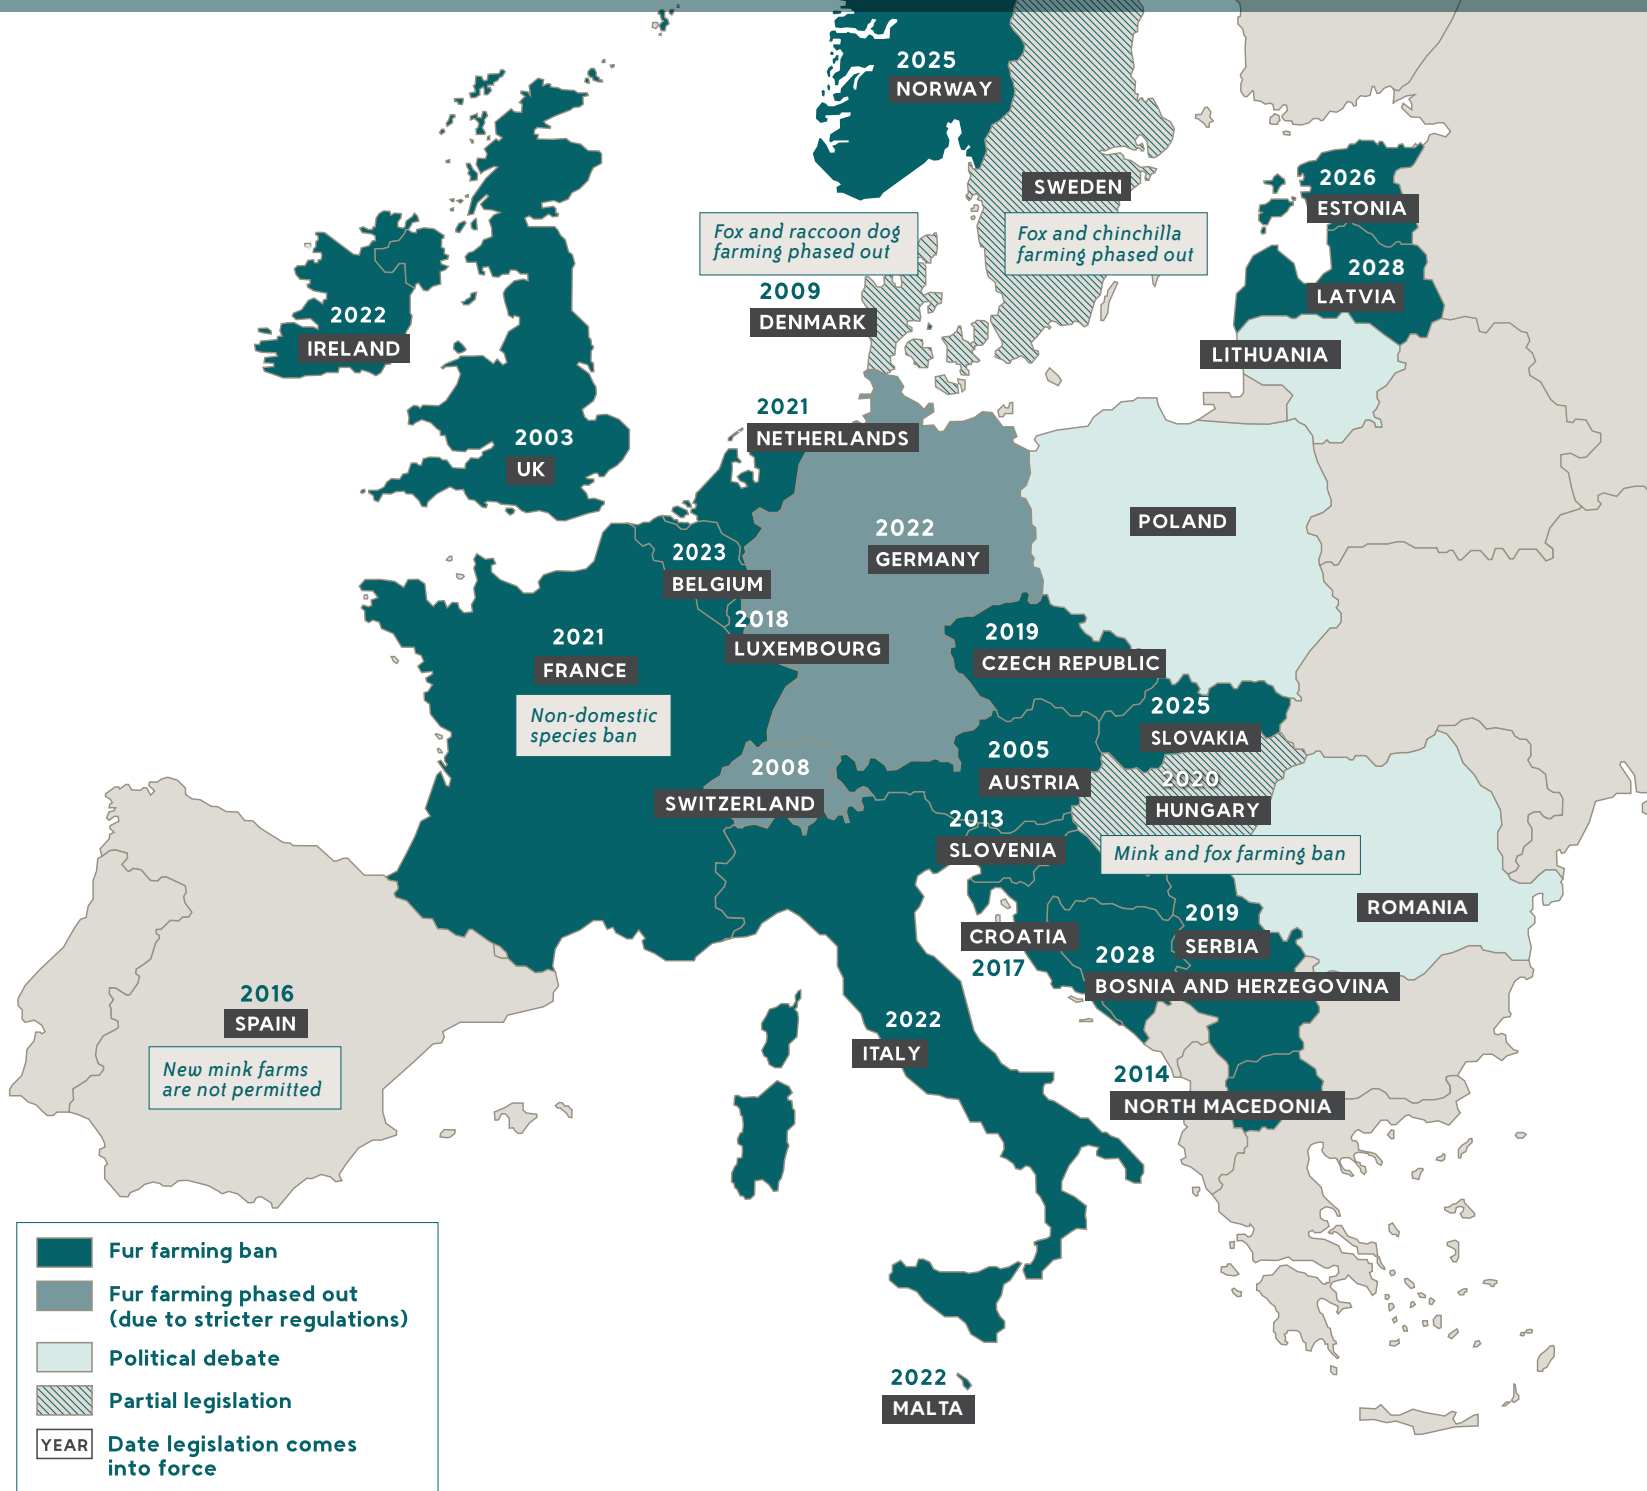 2025
NORWAY
SWEDEN
2026
ESTONIA
Fox and raccoon dog
farming phased out
Fox and chinchilla
farming phased out
2028
LATVIA
2009
DENMARK
2022
IRELAND
LITHUANIA
2021
NETHERLANDS
2003
UK
POLAND
2022
GERMANY
2023
BELGIUM
2018
LUXEMBOURG
2021
FRANCE
Non-domestic
species ban
2019
CZECH REPUBLIC
2025
SLOVAKIA
2005
AUSTRIA
2008
SWITZERLAND
2020
HUNGARY
Mink and fox farming ban
2013
SLOVENIA
ROMANIA
2019
SERBIA
CROATIA
2017
2028
BOSNIA AND HERZEGOVINA
2016
SPAIN
New mink farms
are not permitted
2022
ITALY
2014
NORTH MACEDONIA
2022
MALTA
Fur farming ban
Fur farming phased out
(due to stricter regulations)
Political debate
Partial legislation
YEAR Date legislation comes
into force